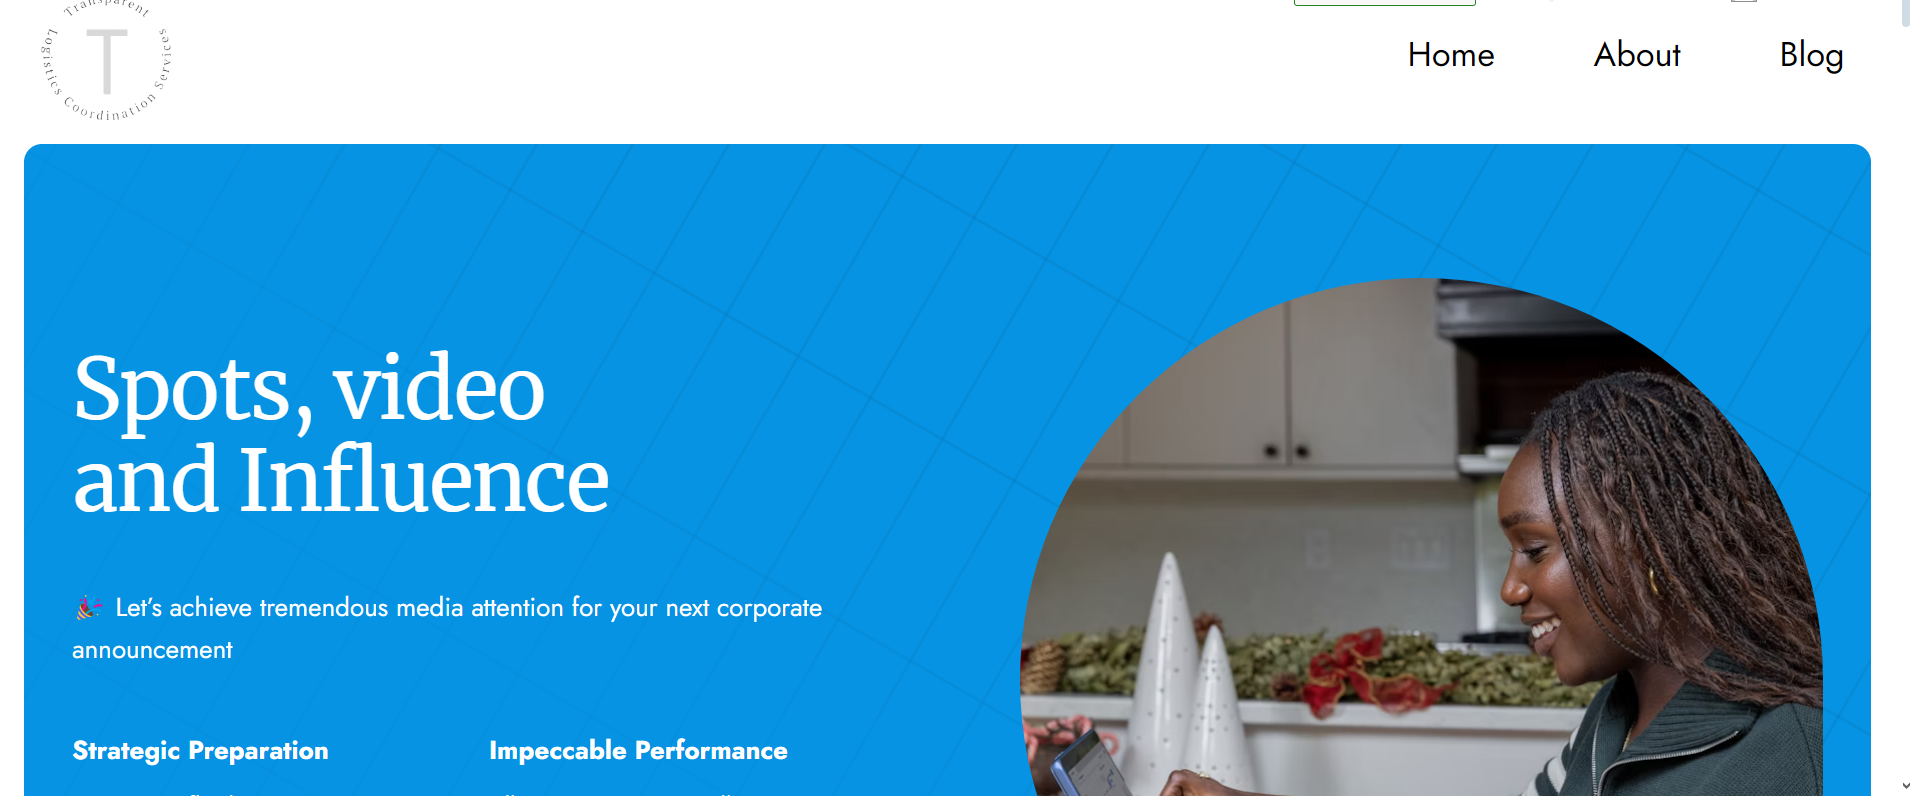 Transparent
Logistics Coordination Services
T
Home
About
Blog
Spots, video
and Influence
🎉 Let's achieve tremendous media attention for your next corporate
announcement
Strategic Preparation
Impeccable Performance